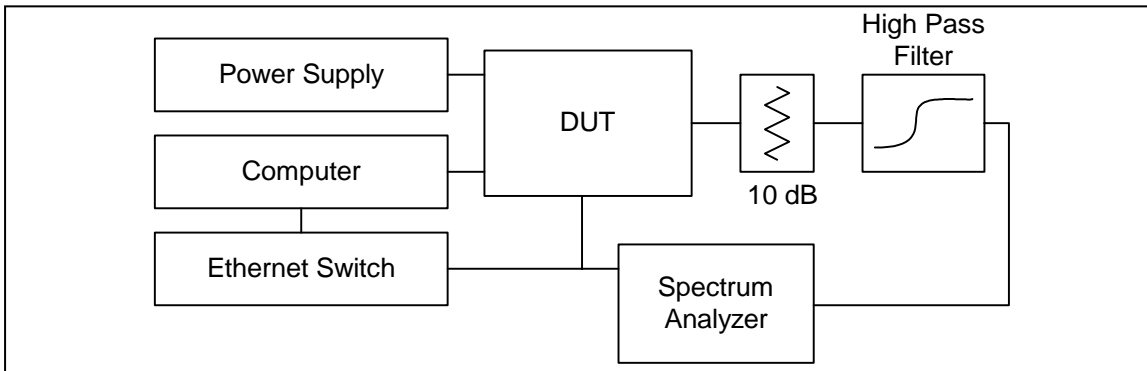 High Pass
Filter
Power Supply
DUT
Computer
10 dB
Ethernet Switch
Spectrum
Analyzer